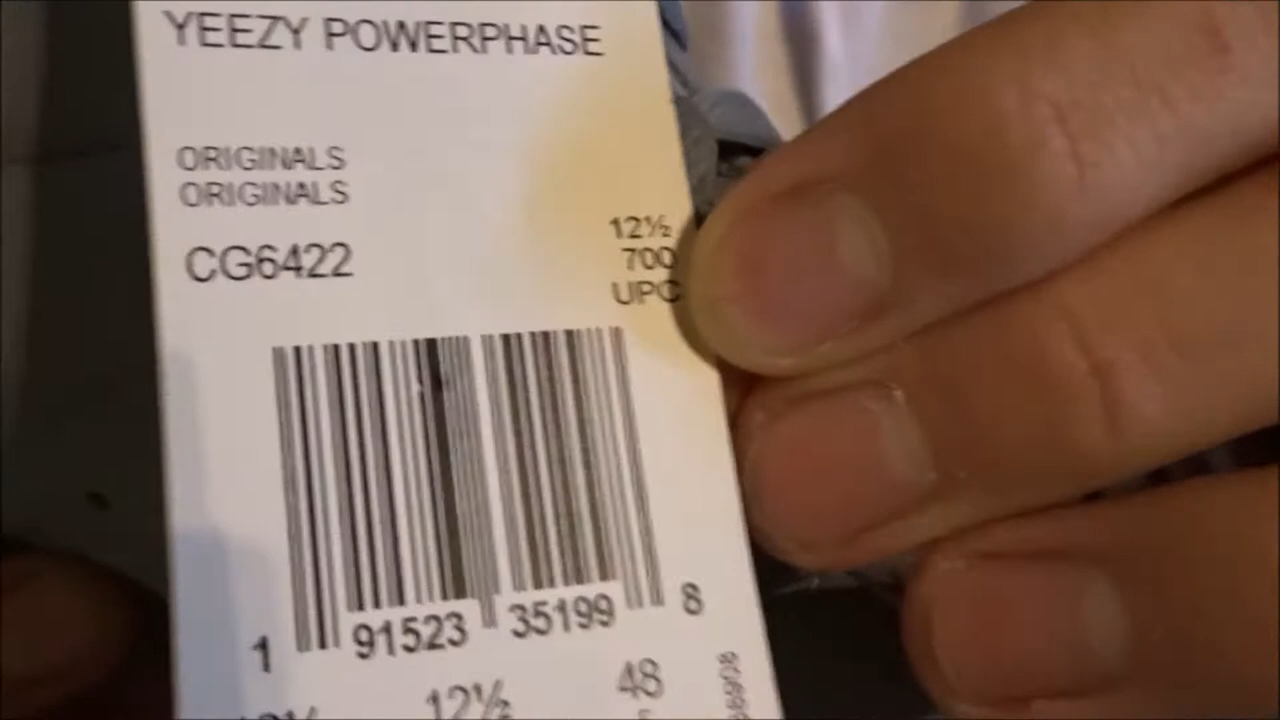 YEEZY POWERPHASE
ORIGINALS
ORIGINALS
CG6422
12½
700
UPC
1 91523 35199 8
12½ 48